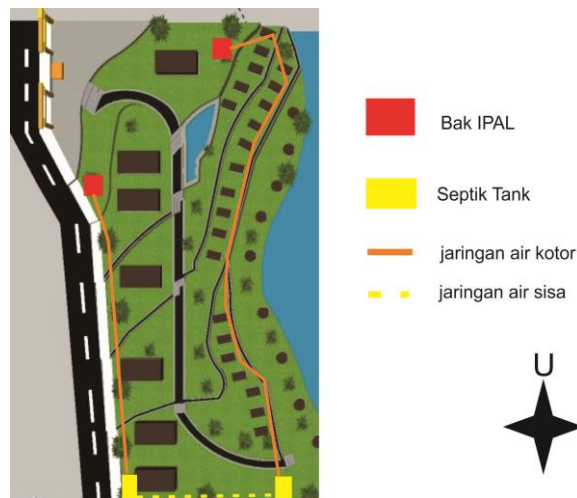 Bak IPAL
Septik Tank
jaringan air kotor
jaringan air sisa
U